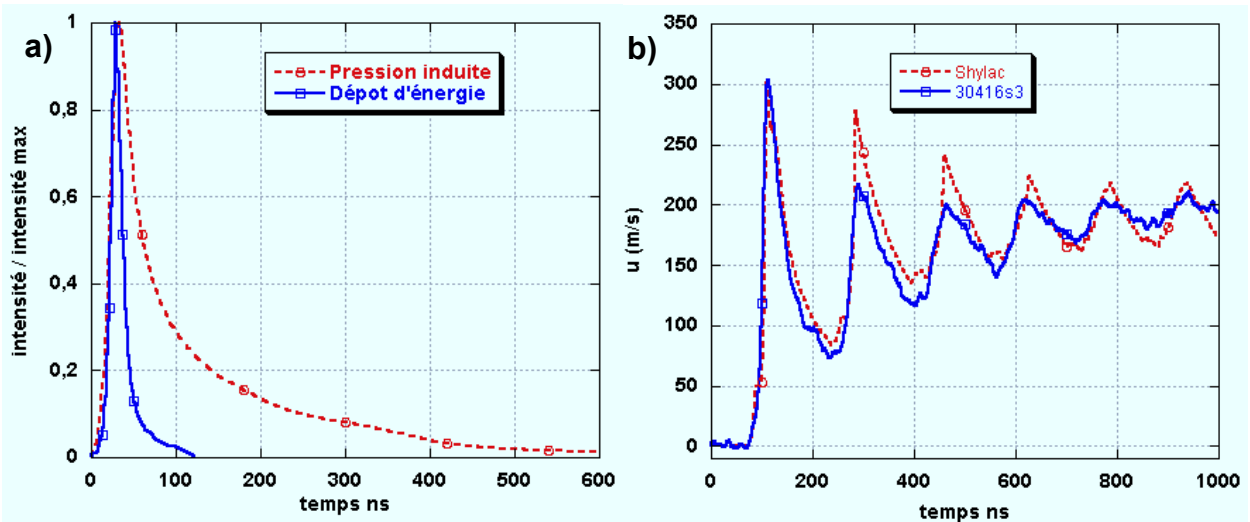 a)
Pression induite
Dépot d'énergie
intensité / intensité max
1
0,8
0,6
0,4
0,2
0
0 100 200 300 400 500 600
temps ns
b)
Shylac
30416s3
u (m/s)
350
300
250
200
150
100
50
0
0 200 400 600 800 1000
temps ns